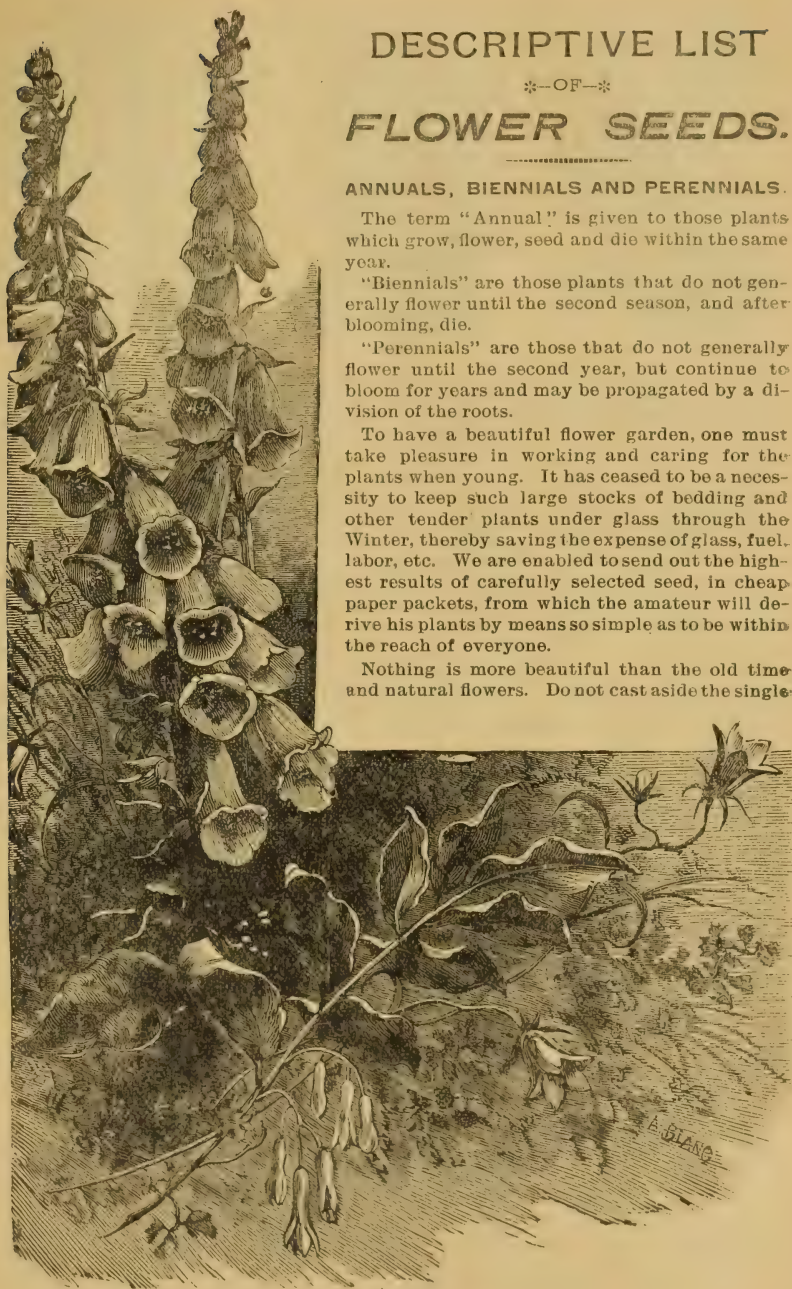 DESCRIPTIVE LIST
✻—OF—✻
FLOWER SEEDS.
ANNUALS, BIENNIALS AND PERENNIALS.
The term "Annual" is given to those plants
which grow, flower, seed and die within the same
year.
"Biennials" are those plants that do not gen-
erally flower until the second season, and after
blooming, die.
"Perennials" are those that do not generally
flower until the second year, but continue to
bloom for years and may be propagated by a di-
vision of the roots.
To have a beautiful flower garden, one must
take pleasure in working and caring for the
plants when young. It has ceased to be a neces-
sity to keep such large stocks of bedding and
other tender plants under glass through the
Winter, thereby saving the expense of glass, fuel,
labor, etc. We are enabled to send out the high-
est results of carefully selected seed, in cheap
paper packets, from which the amateur will de-
rive his plants by means so simple as to be within
the reach of everyone.
Nothing is more beautiful than the old time
and natural flowers. Do not cast aside the single
A. BLANC